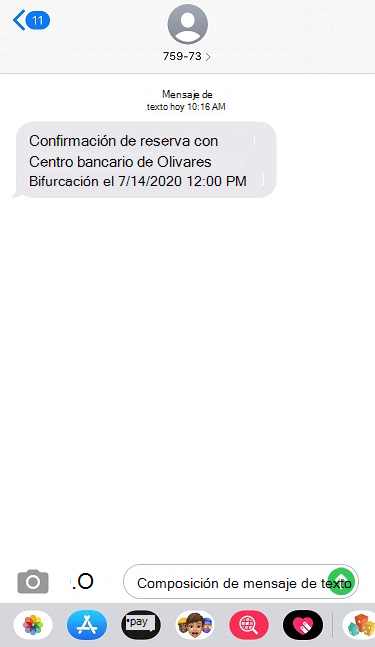 11
759-73
Mensaje de
texto hoy 10:16 AM
Confirmación de reserva con
Centro bancario de Olivares
Bifurcación el 7/14/2020 12:00 PM
.O
Composición de mensaje de texto
•pay